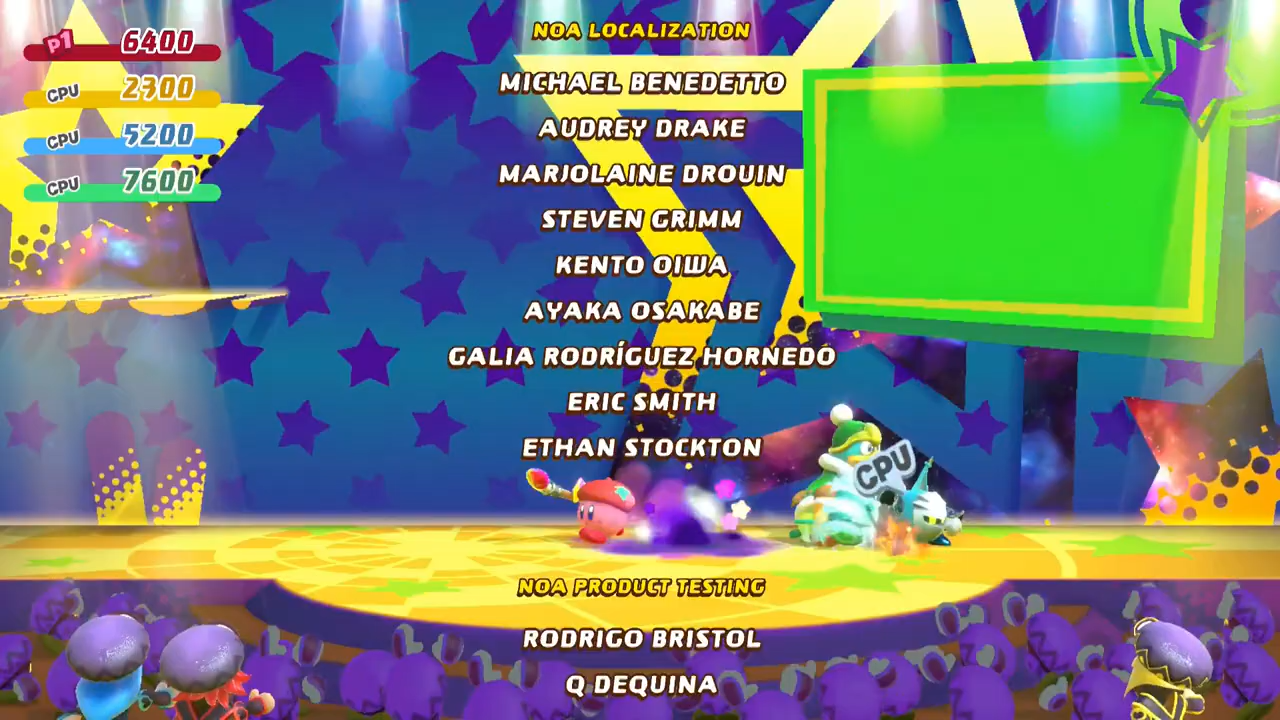 P1 6400
CPU 2300
CPU 5200
CPU 7600
NOA LOCALIZATION
MICHAEL BENEDETTO
AUDREY DRAKE
MARJOLAINE DROUIN
STEVEN GRIMM
KENTO OIWA
AYAKA OSAKABE
GALIA RODRÍGUEZ HORNEDO
ERIC SMITH
ETHAN STOCKTON
CPU
NOA PRODUCT TESTING
RODRIGO BRISTOL
Q DEQUINA